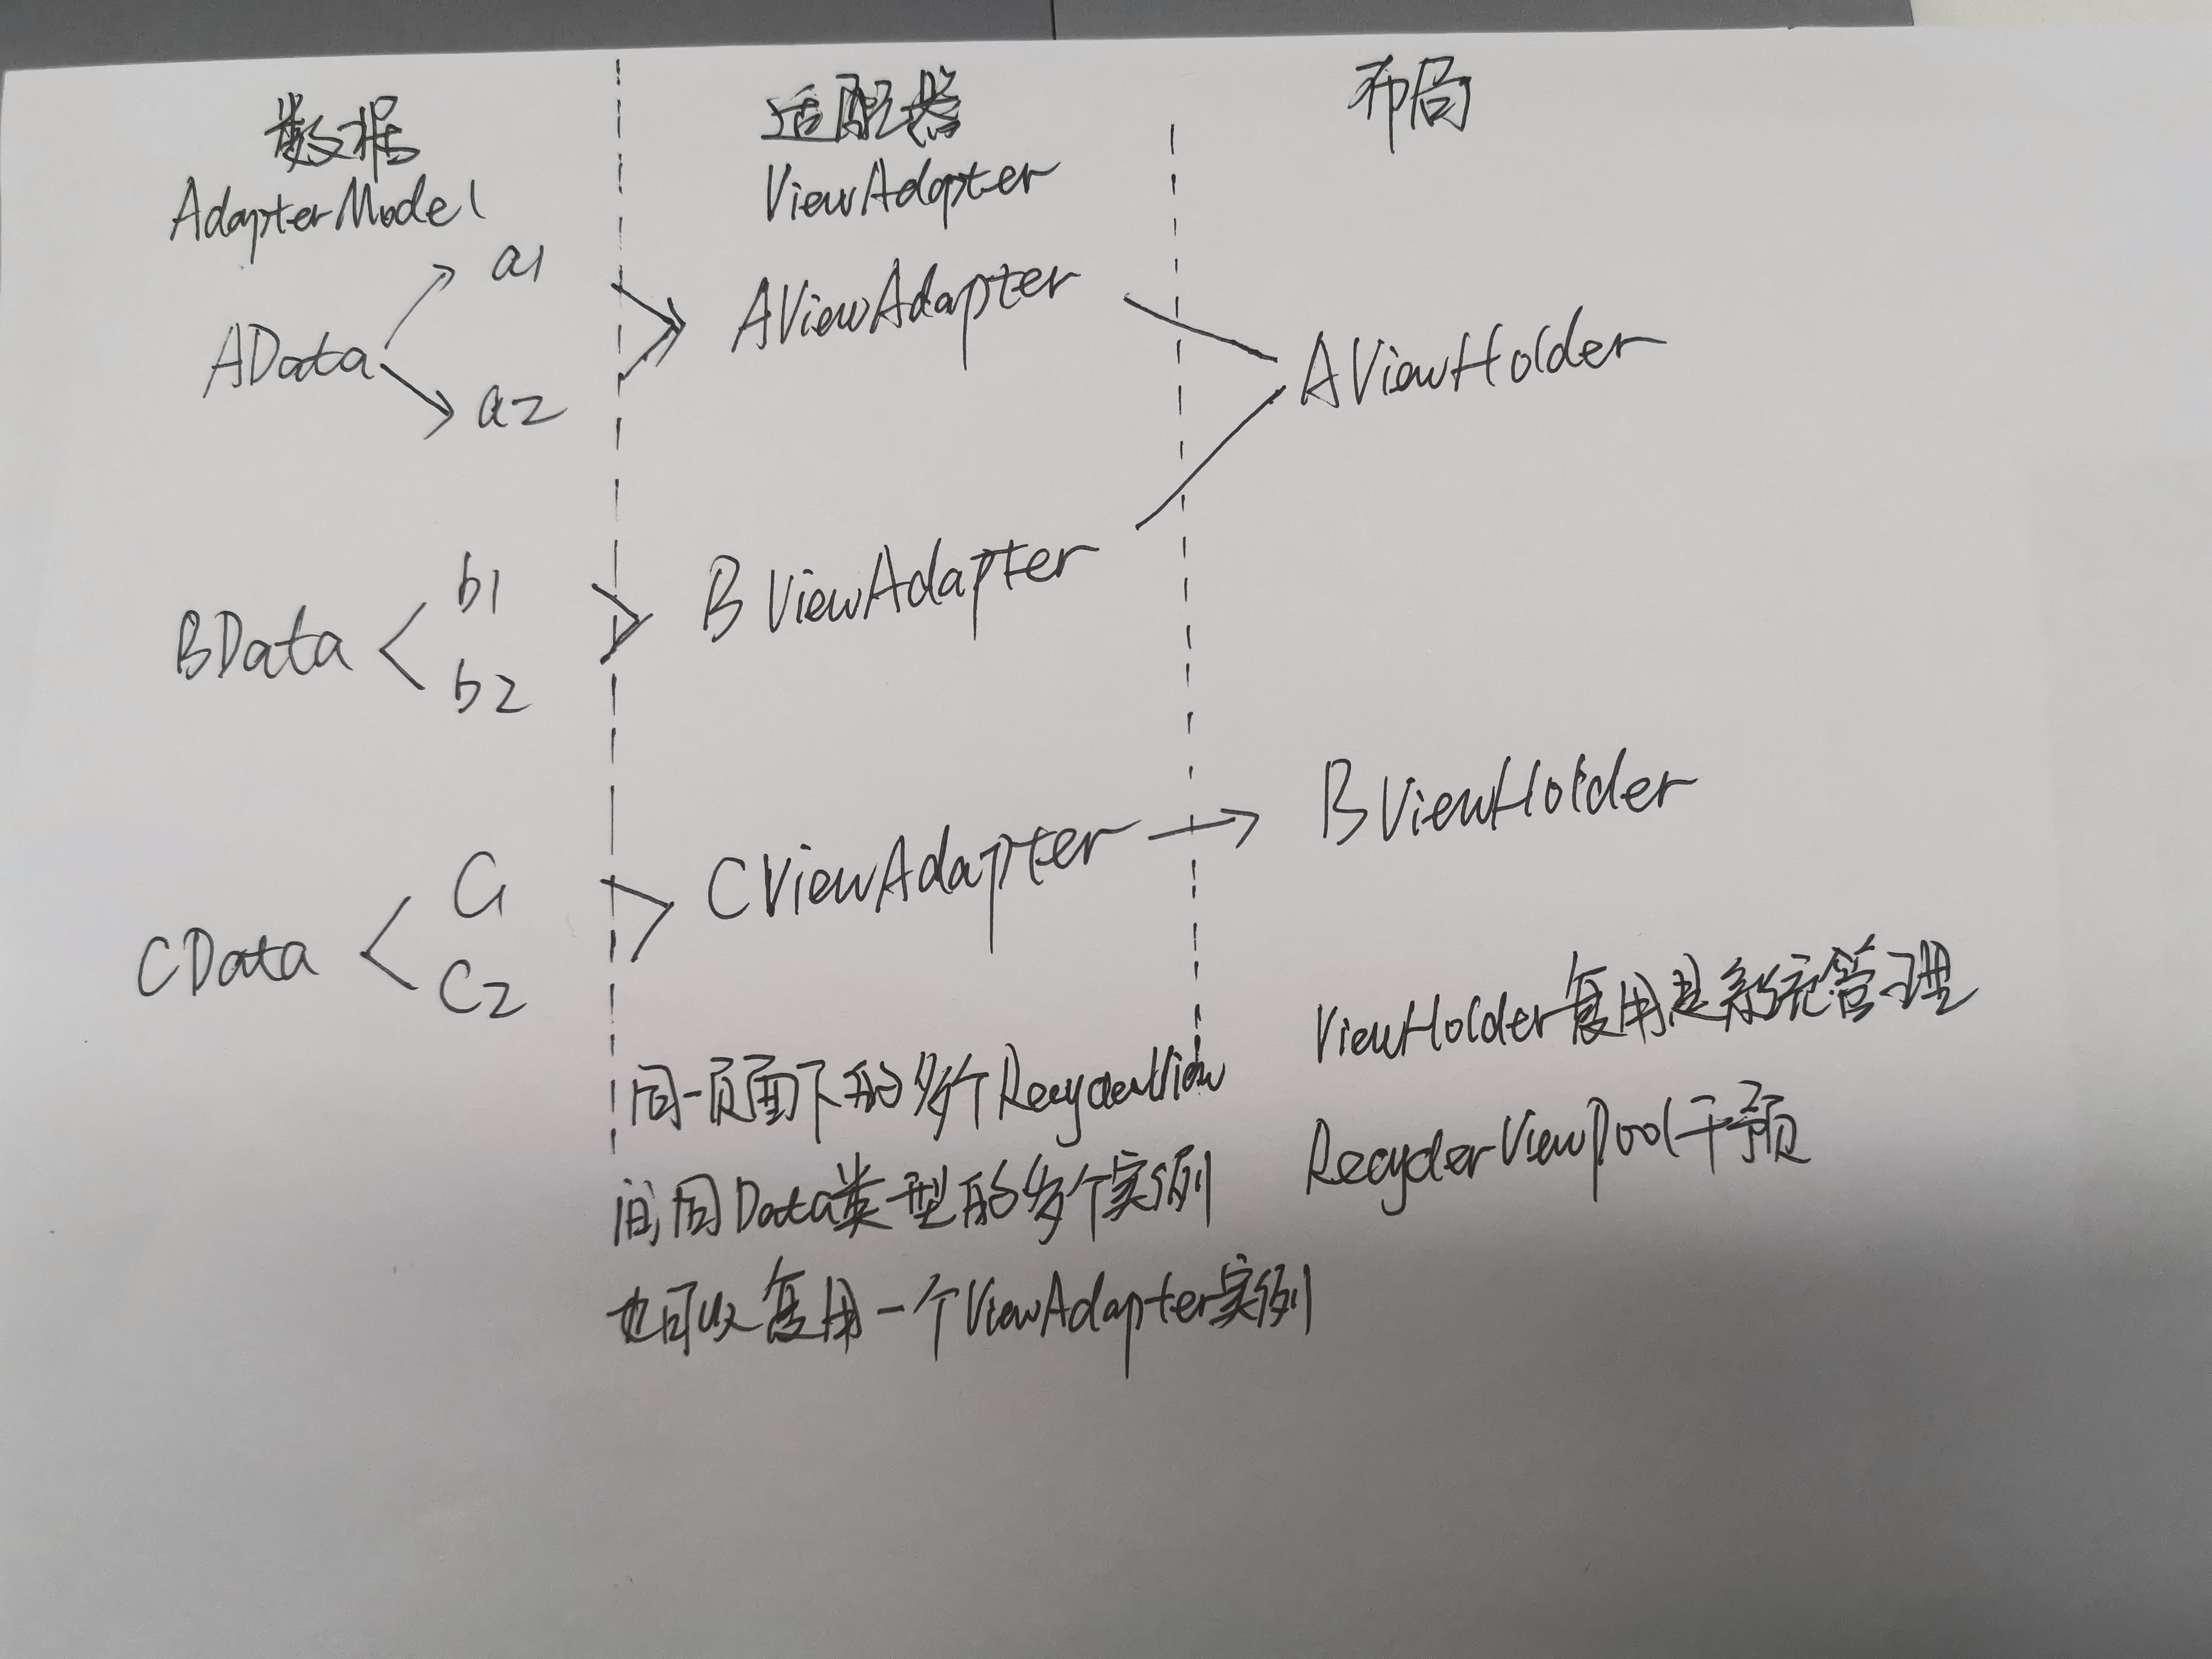 数据
AdapterModel
适配器
ViewAdapter
布局
a1
AData
a2
AViewAdapter
AViewHolder
b1
BData
b2
BViewAdapter
C1
CData
C2
CViewAdapter
BViewHolder
同一页面下的多个RecyclerView
间同Data类型的多个实例
也可以复用一个ViewAdapter实例
ViewHolder复用是系统管理
RecyclerViewPool干预